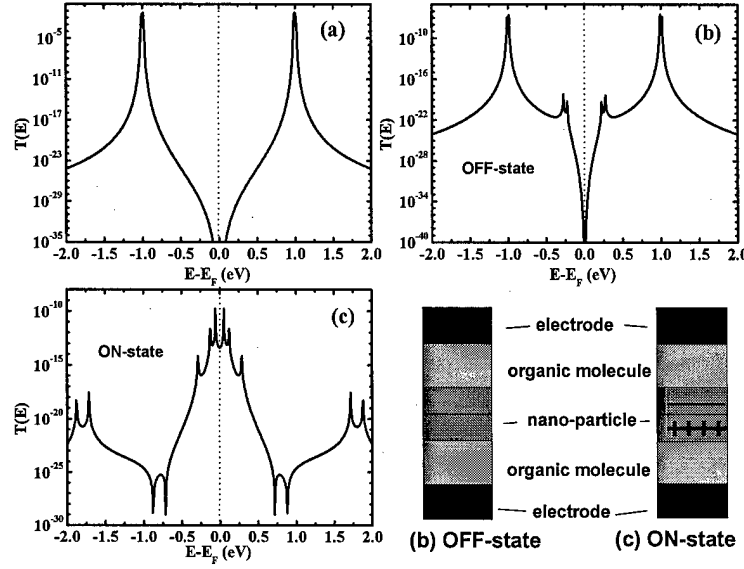 (a)
T(E)
10⁻⁵
10⁻¹¹
10⁻¹⁷
10⁻²³
10⁻²⁹
10⁻³⁵
-2.0 -1.5 -1.0 -0.5 0.0 0.5 1.0 1.5 2.0
E-E_F (eV)
(b)
T(E)
10⁻¹⁰
10⁻¹⁶
10⁻²²
10⁻²⁸
10⁻³⁴
10⁻⁴⁰
OFF-state
-2.0 -1.5 -1.0 -0.5 0.0 0.5 1.0 1.5 2.0
E-E_F (eV)
(c)
T(E)
10⁻¹⁰
10⁻¹⁵
10⁻²⁰
10⁻²⁵
10⁻³⁰
ON-state
-2.0 -1.5 -1.0 -0.5 0.0 0.5 1.0 1.5 2.0
E-E_F (eV)
electrode
organic molecule
nano-particle
organic molecule
electrode
(b) OFF-state
(c) ON-state